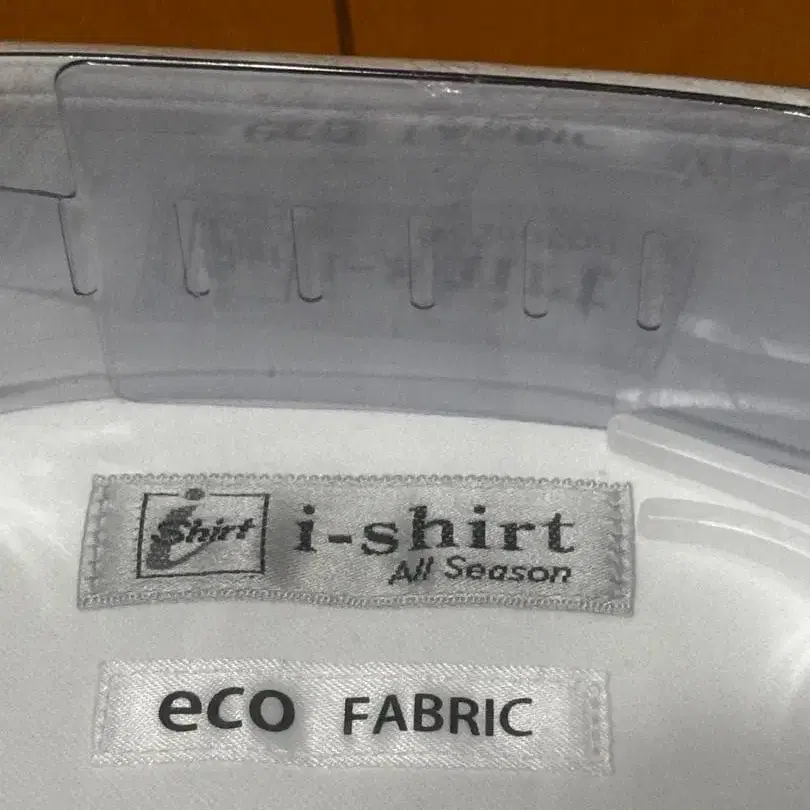 i Shirt
i-shirt
All Season
eco FABRIC